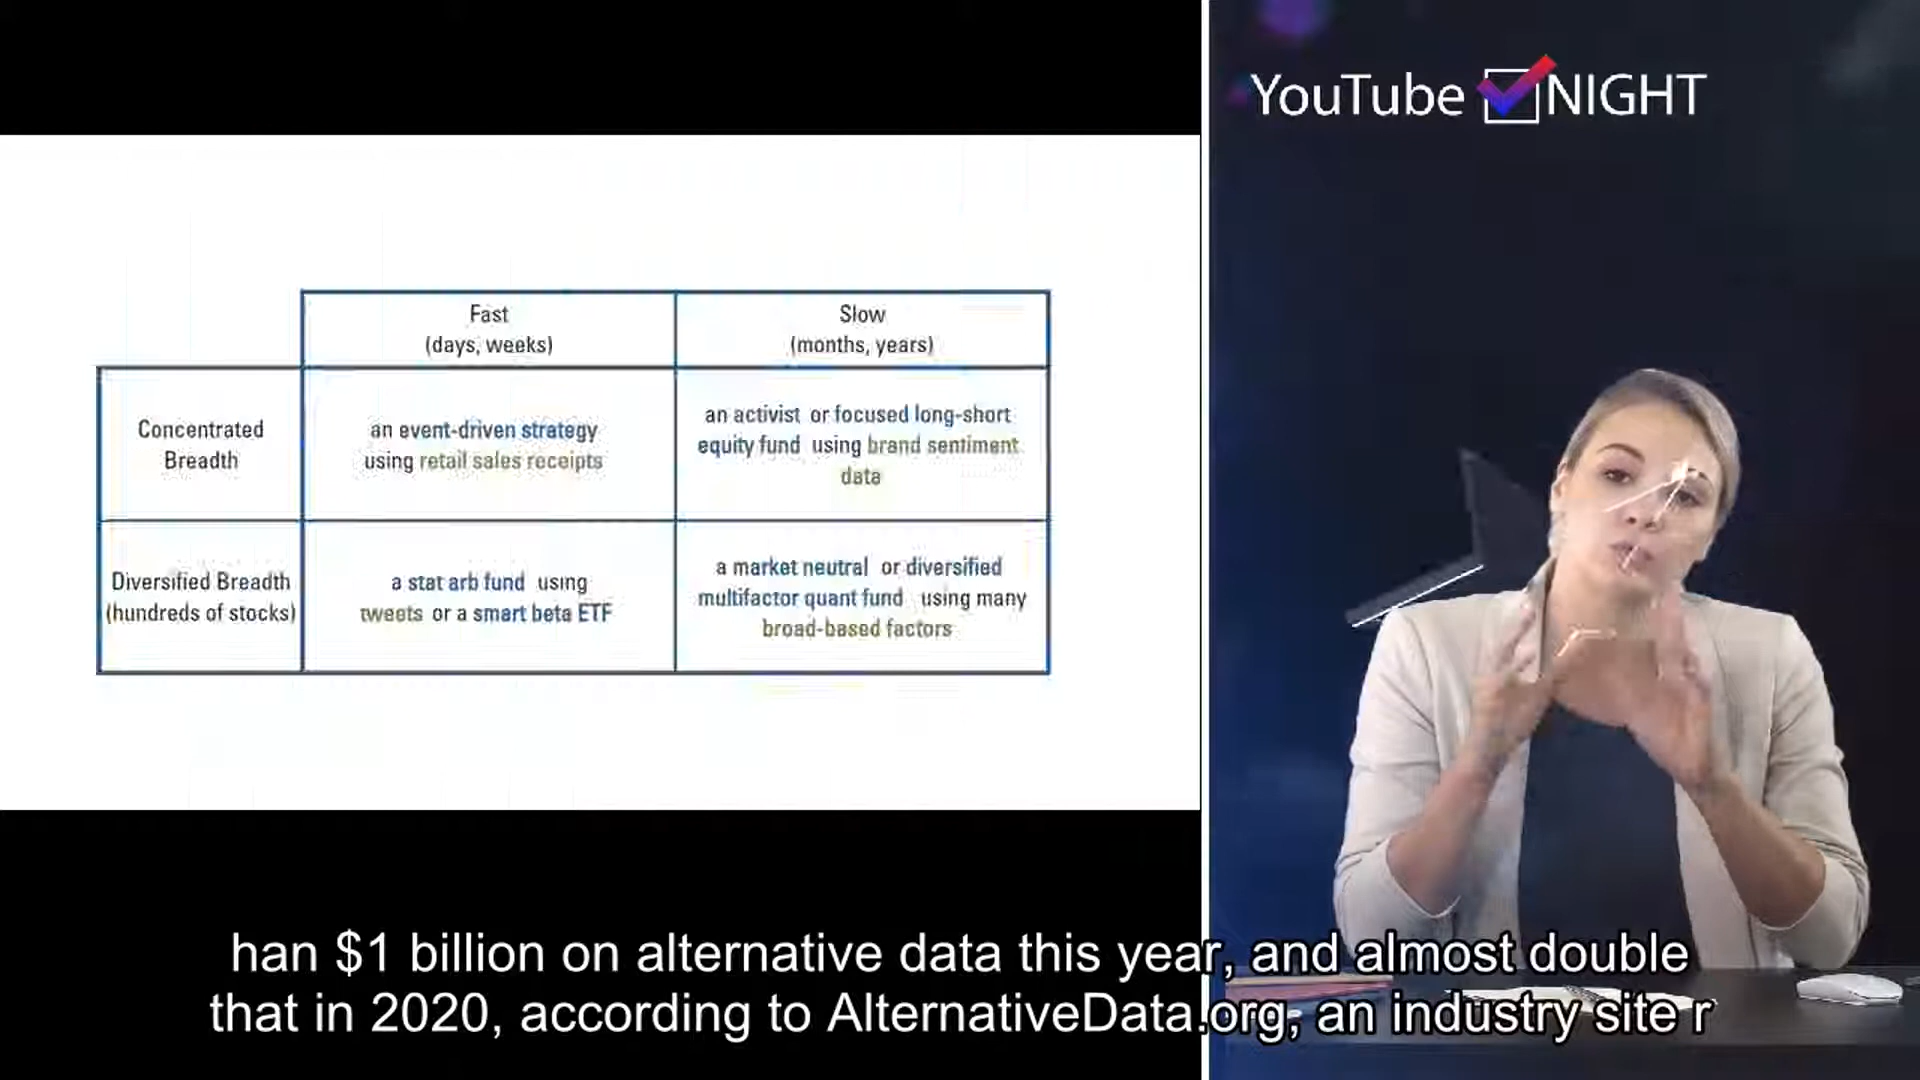 YouTube NIGHT
Fast
(days, weeks)
Slow
(months, years)
Concentrated
Breadth
an event-driven strategy
using retail sales receipts
an activist or focused long-short
equity fund using brand sentiment
data
Diversified Breadth
(hundreds of stocks)
a stat arb fund using
tweets or a smart beta ETF
a market neutral or diversified
multifactor quant fund using many
broad-based factors
han $1 billion on alternative data this year, and almost double
that in 2020, according to AlternativeData.org, an industry site r